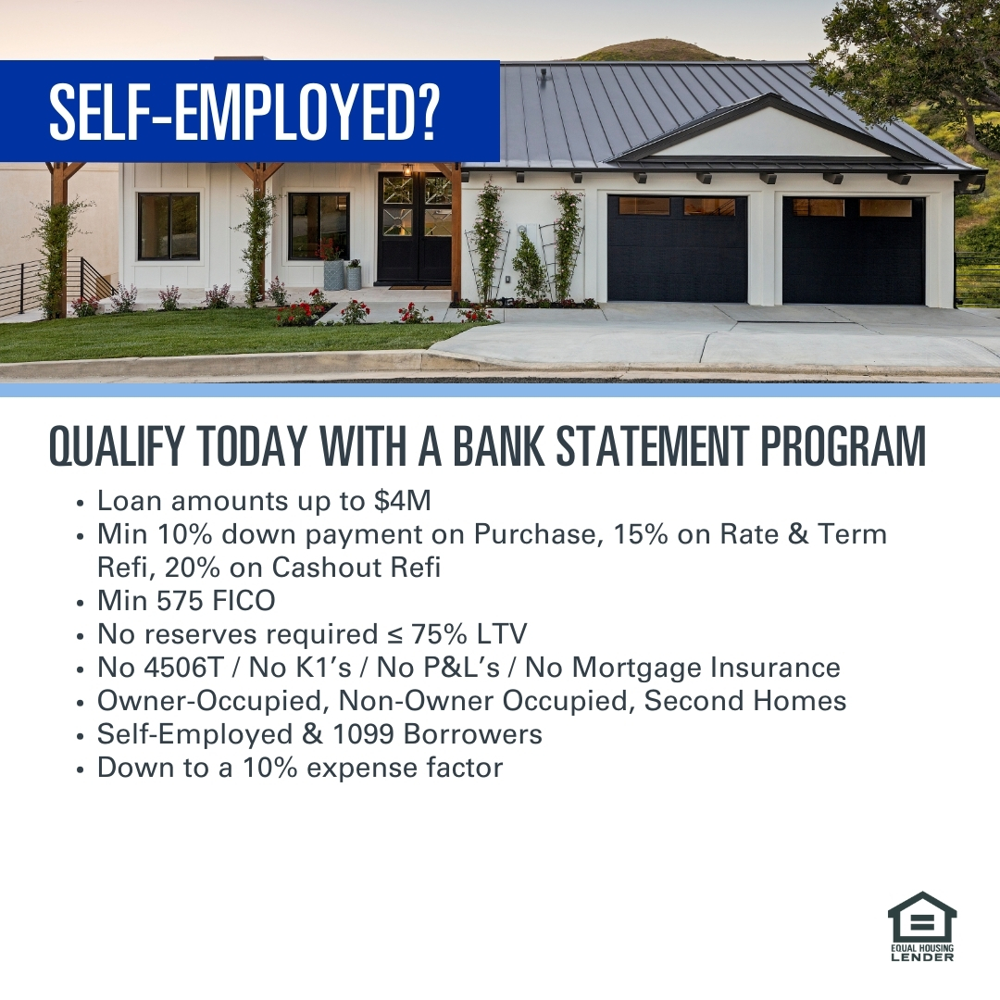 SELF-EMPLOYED?
QUALIFY TODAY WITH A BANK STATEMENT PROGRAM
• Loan amounts up to $4M
• Min 10% down payment on Purchase, 15% on Rate & Term
Refi, 20% on Cashout Refi
• Min 575 FICO
• No reserves required ≤ 75% LTV
• No 4506T / No K1’s / No P&L’s / No Mortgage Insurance
• Owner-Occupied, Non-Owner Occupied, Second Homes
• Self-Employed & 1099 Borrowers
• Down to a 10% expense factor
EQUAL HOUSING
LENDER